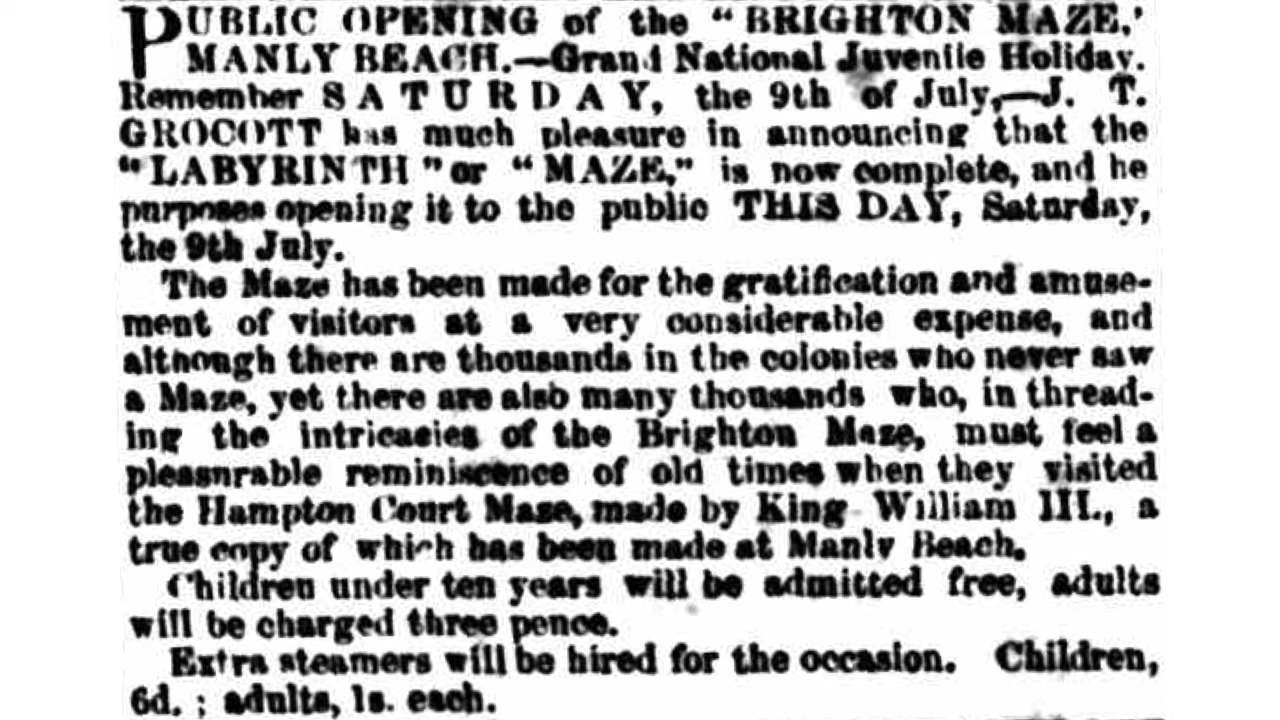 PUBLIC OPENING of the "BRIGHTON MAZE,'
MANLY BEACH.—Grand National Juvenile Holiday.
Remember SATURDAY, the 9th of July,—J. T.
GROCOTT has much pleasure in announcing that the
"LABYRINTH" or "MAZE," is now complete, and he
purposes opening it to the public THIS DAY, Saturday,
the 9th July.
The Maze has been made for the gratification and amuse-
ment of visitors at a very considerable expense, and
although there are thousands in the colonies who never saw
a Maze, yet there are also many thousands who, in thread-
ing the intricacies of the Brighton Maze, must feel a
pleasurable reminiscence of old times when they visited
the Hampton Court Maze, made by King William III., a
true copy of which has been made at Manly Beach.
Children under ten years will be admitted free, adults
will be charged three pence.
Extra steamers will be hired for the occasion. Children,
6d. ; adults, 1s. each.